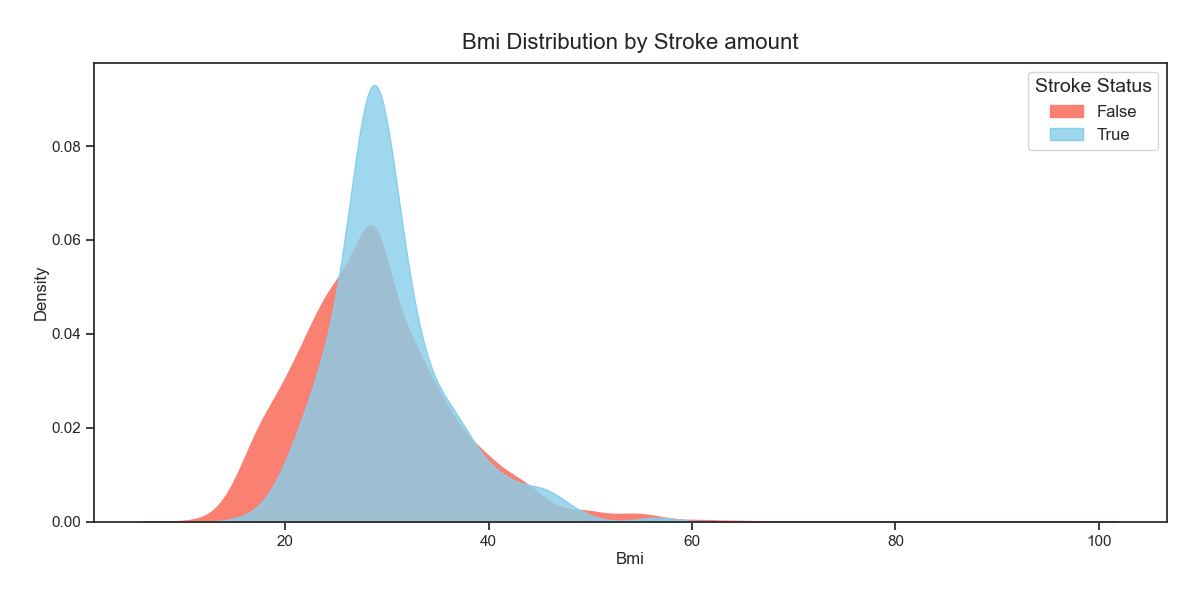 Bmi Distribution by Stroke amount
Stroke Status
False
True
Density
0.08
0.06
0.04
0.02
0.00
20 40 60 80 100
Bmi